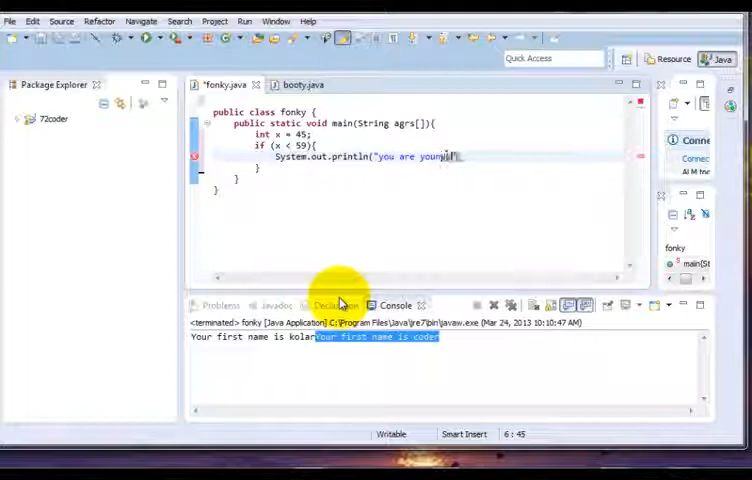 File Edit Source Refactor Navigate Search Project Run Window Help
Quick Access
Resource
Java
Package Explorer
*fonky.java
booty.java
72coder
public class fonky {
public static void main(String agrs[]){
int x = 45;
if (x < 59){
System.out.println("you are young
}
}
}
Conne
Connec
fonky
main(St
Problems
Javadoc
Declaration
Console
<terminated> fonky [Java Application] C:\Program Files\Java\jre7\bin\javaw.exe (Mar 24, 2013 10:10:47 AM)
Your first name is kolarYour first name is coder
Writable
Smart Insert
6 : 45